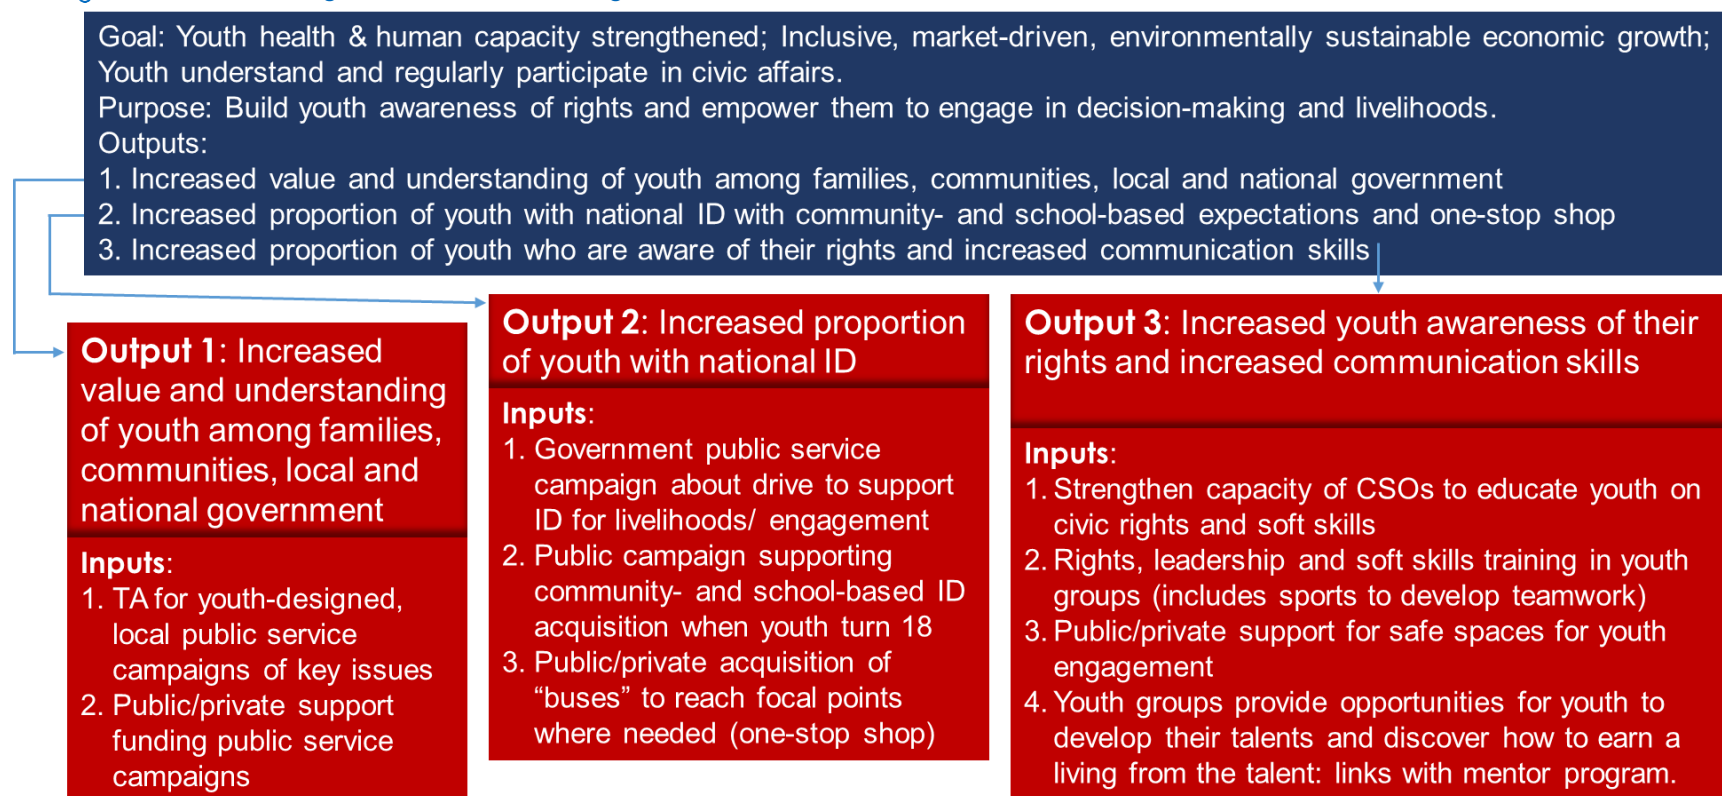 Goal: Youth health & human capacity strengthened; Inclusive, market-driven, environmentally sustainable economic growth;
Youth understand and regularly participate in civic affairs.
Purpose: Build youth awareness of rights and empower them to engage in decision-making and livelihoods.
Outputs:
1. Increased value and understanding of youth among families, communities, local and national government
2. Increased proportion of youth with national ID with community- and school-based expectations and one-stop shop
3. Increased proportion of youth who are aware of their rights and increased communication skills
Output 1: Increased
value and understanding
of youth among families,
communities, local and
national government
Inputs:
1. TA for youth-designed,
local public service
campaigns of key issues
2. Public/private support
funding public service
campaigns
Output 2: Increased proportion
of youth with national ID
Inputs:
1. Government public service
campaign about drive to support
ID for livelihoods/ engagement
2. Public campaign supporting
community- and school-based ID
acquisition when youth turn 18
3. Public/private acquisition of
“buses” to reach focal points
where needed (one-stop shop)
Output 3: Increased youth awareness of their
rights and increased communication skills
Inputs:
1. Strengthen capacity of CSOs to educate youth on
civic rights and soft skills
2. Rights, leadership and soft skills training in youth
groups (includes sports to develop teamwork)
3. Public/private support for safe spaces for youth
engagement
4. Youth groups provide opportunities for youth to
develop their talents and discover how to earn a
living from the talent: links with mentor program.